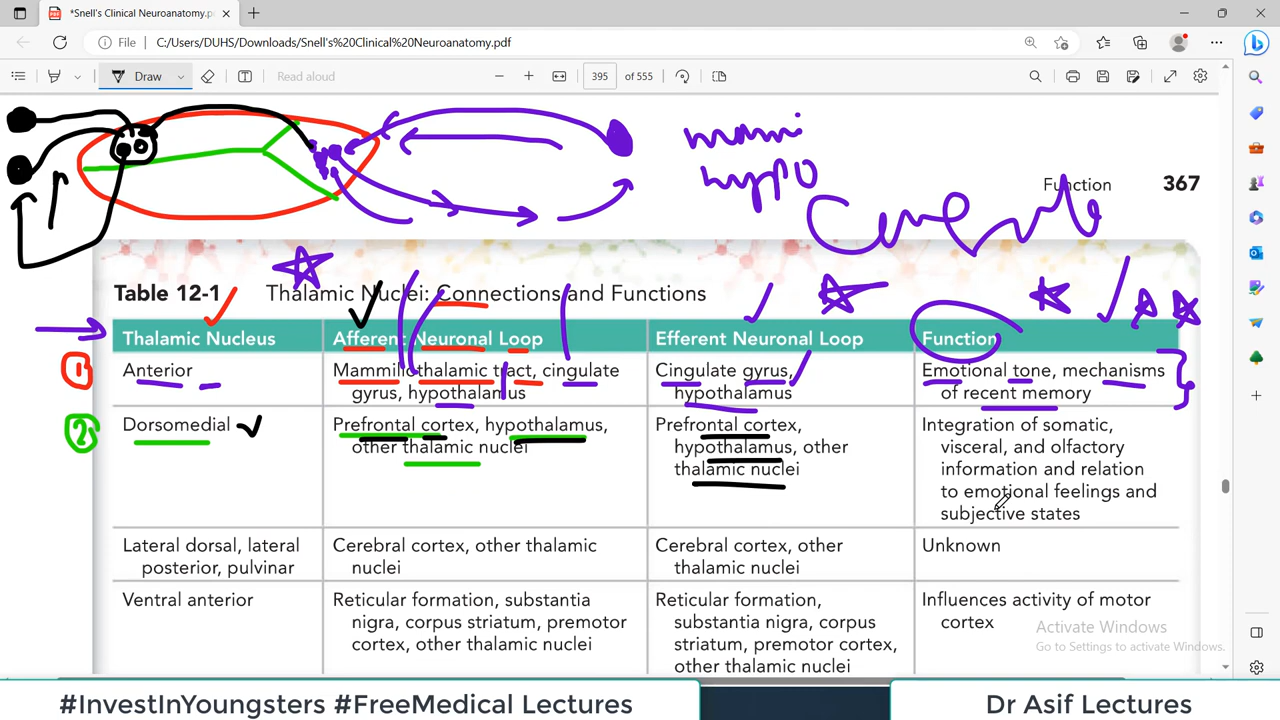 *Snell's Clinical Neuroanatomy.pd
File C:/Users/DUHS/Downloads/Snell's%20Clinical%20Neuroanatomy.pdf
Draw Read aloud 395 of 555
mami
hypo
Function 367
Table 12-1 Thalamic Nuclei: Connections and Functions
Thalamic Nucleus Afferent Neuronal Loop Efferent Neuronal Loop Function
1 Anterior Mammillothalamic tract, cingulate Cingulate gyrus, Emotional tone, mechanisms
gyrus, hypothalamus hypothalamus of recent memory
2 Dorsomedial Prefrontal cortex, hypothalamus, Prefrontal cortex, Integration of somatic,
other thalamic nuclei hypothalamus, other visceral, and olfactory
thalamic nuclei information and relation
to emotional feelings and
subjective states
Lateral dorsal, lateral Cerebral cortex, other thalamic Cerebral cortex, other Unknown
posterior, pulvinar nuclei thalamic nuclei
Ventral anterior Reticular formation, substantia Reticular formation, Influences activity of motor
nigra, corpus striatum, premotor substantia nigra, corpus cortex
cortex, other thalamic nuclei striatum, premotor cortex,
other thalamic nuclei
Activate Windows
Go to Settings to activate Windows.
#InvestInYoungsters #FreeMedical Lectures Dr Asif Lectures